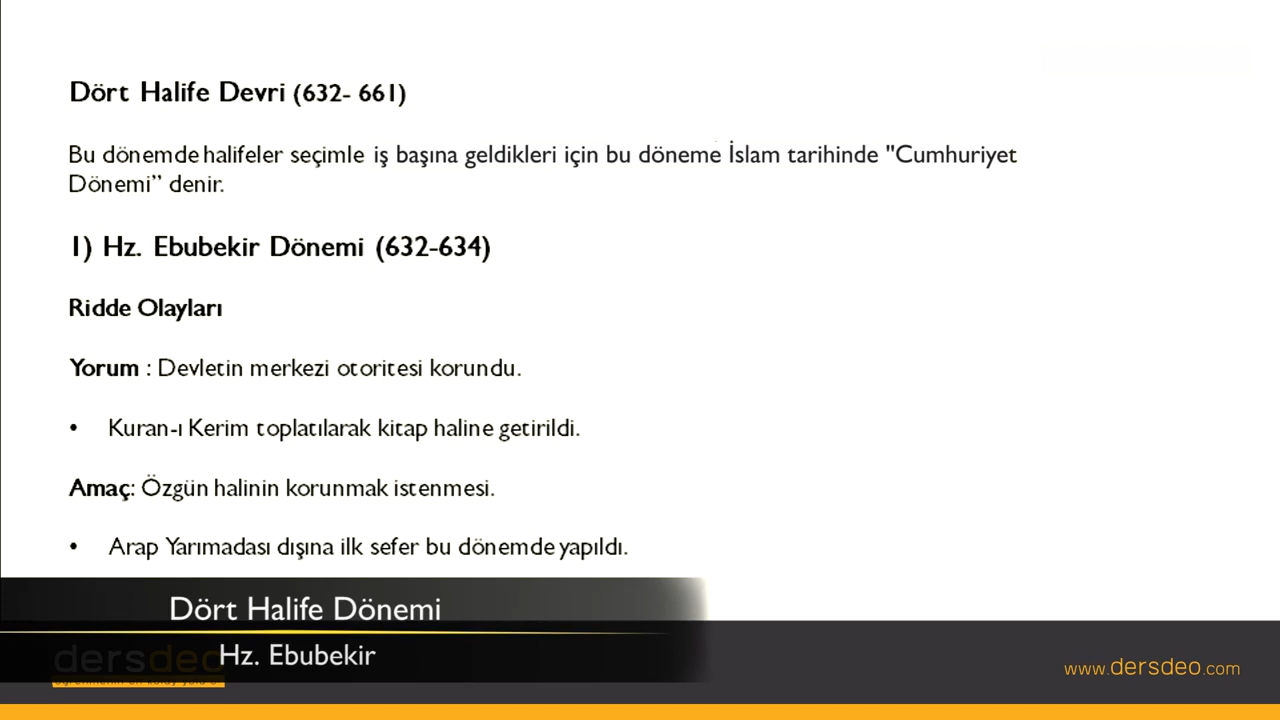 Dört Halife Devri (632- 661)
Bu dönemde halifeler seçimle iş başına geldikleri için bu döneme İslam tarihinde "Cumhuriyet
Dönemi” denir.
1) Hz. Ebubekir Dönemi (632-634)
Ridde Olayları
Yorum : Devletin merkezi otoritesi korundu.
• Kuran-ı Kerim toplatılarak kitap haline getirildi.
Amaç: Özgün halinin korunmak istenmesi.
• Arap Yarımadası dışına ilk sefer bu dönemde yapıldı.
Dört Halife Dönemi
Hz. Ebubekir
dersdeo
www.dersdeo.com